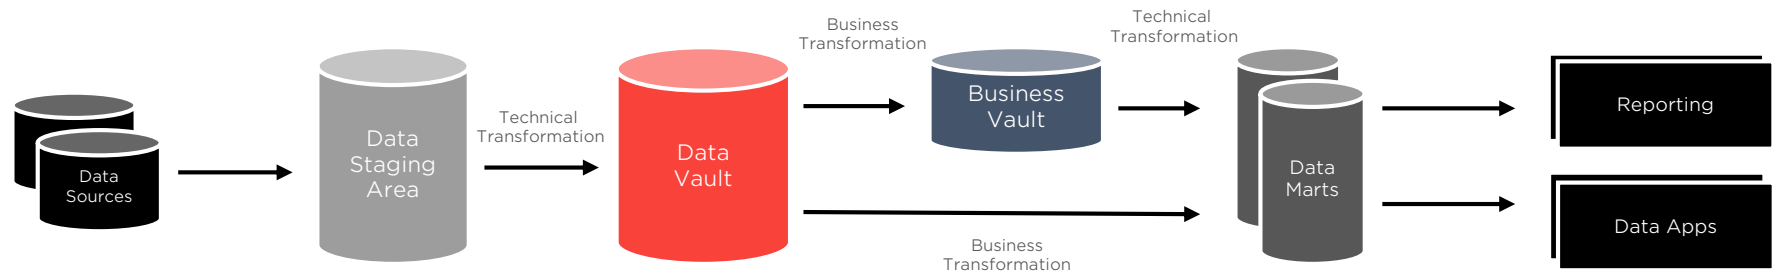 Data
Sources
Data
Staging
Area
Technical
Transformation
Data
Vault
Business
Transformation
Business
Vault
Technical
Transformation
Business
Transformation
Data
Marts
Reporting
Data Apps